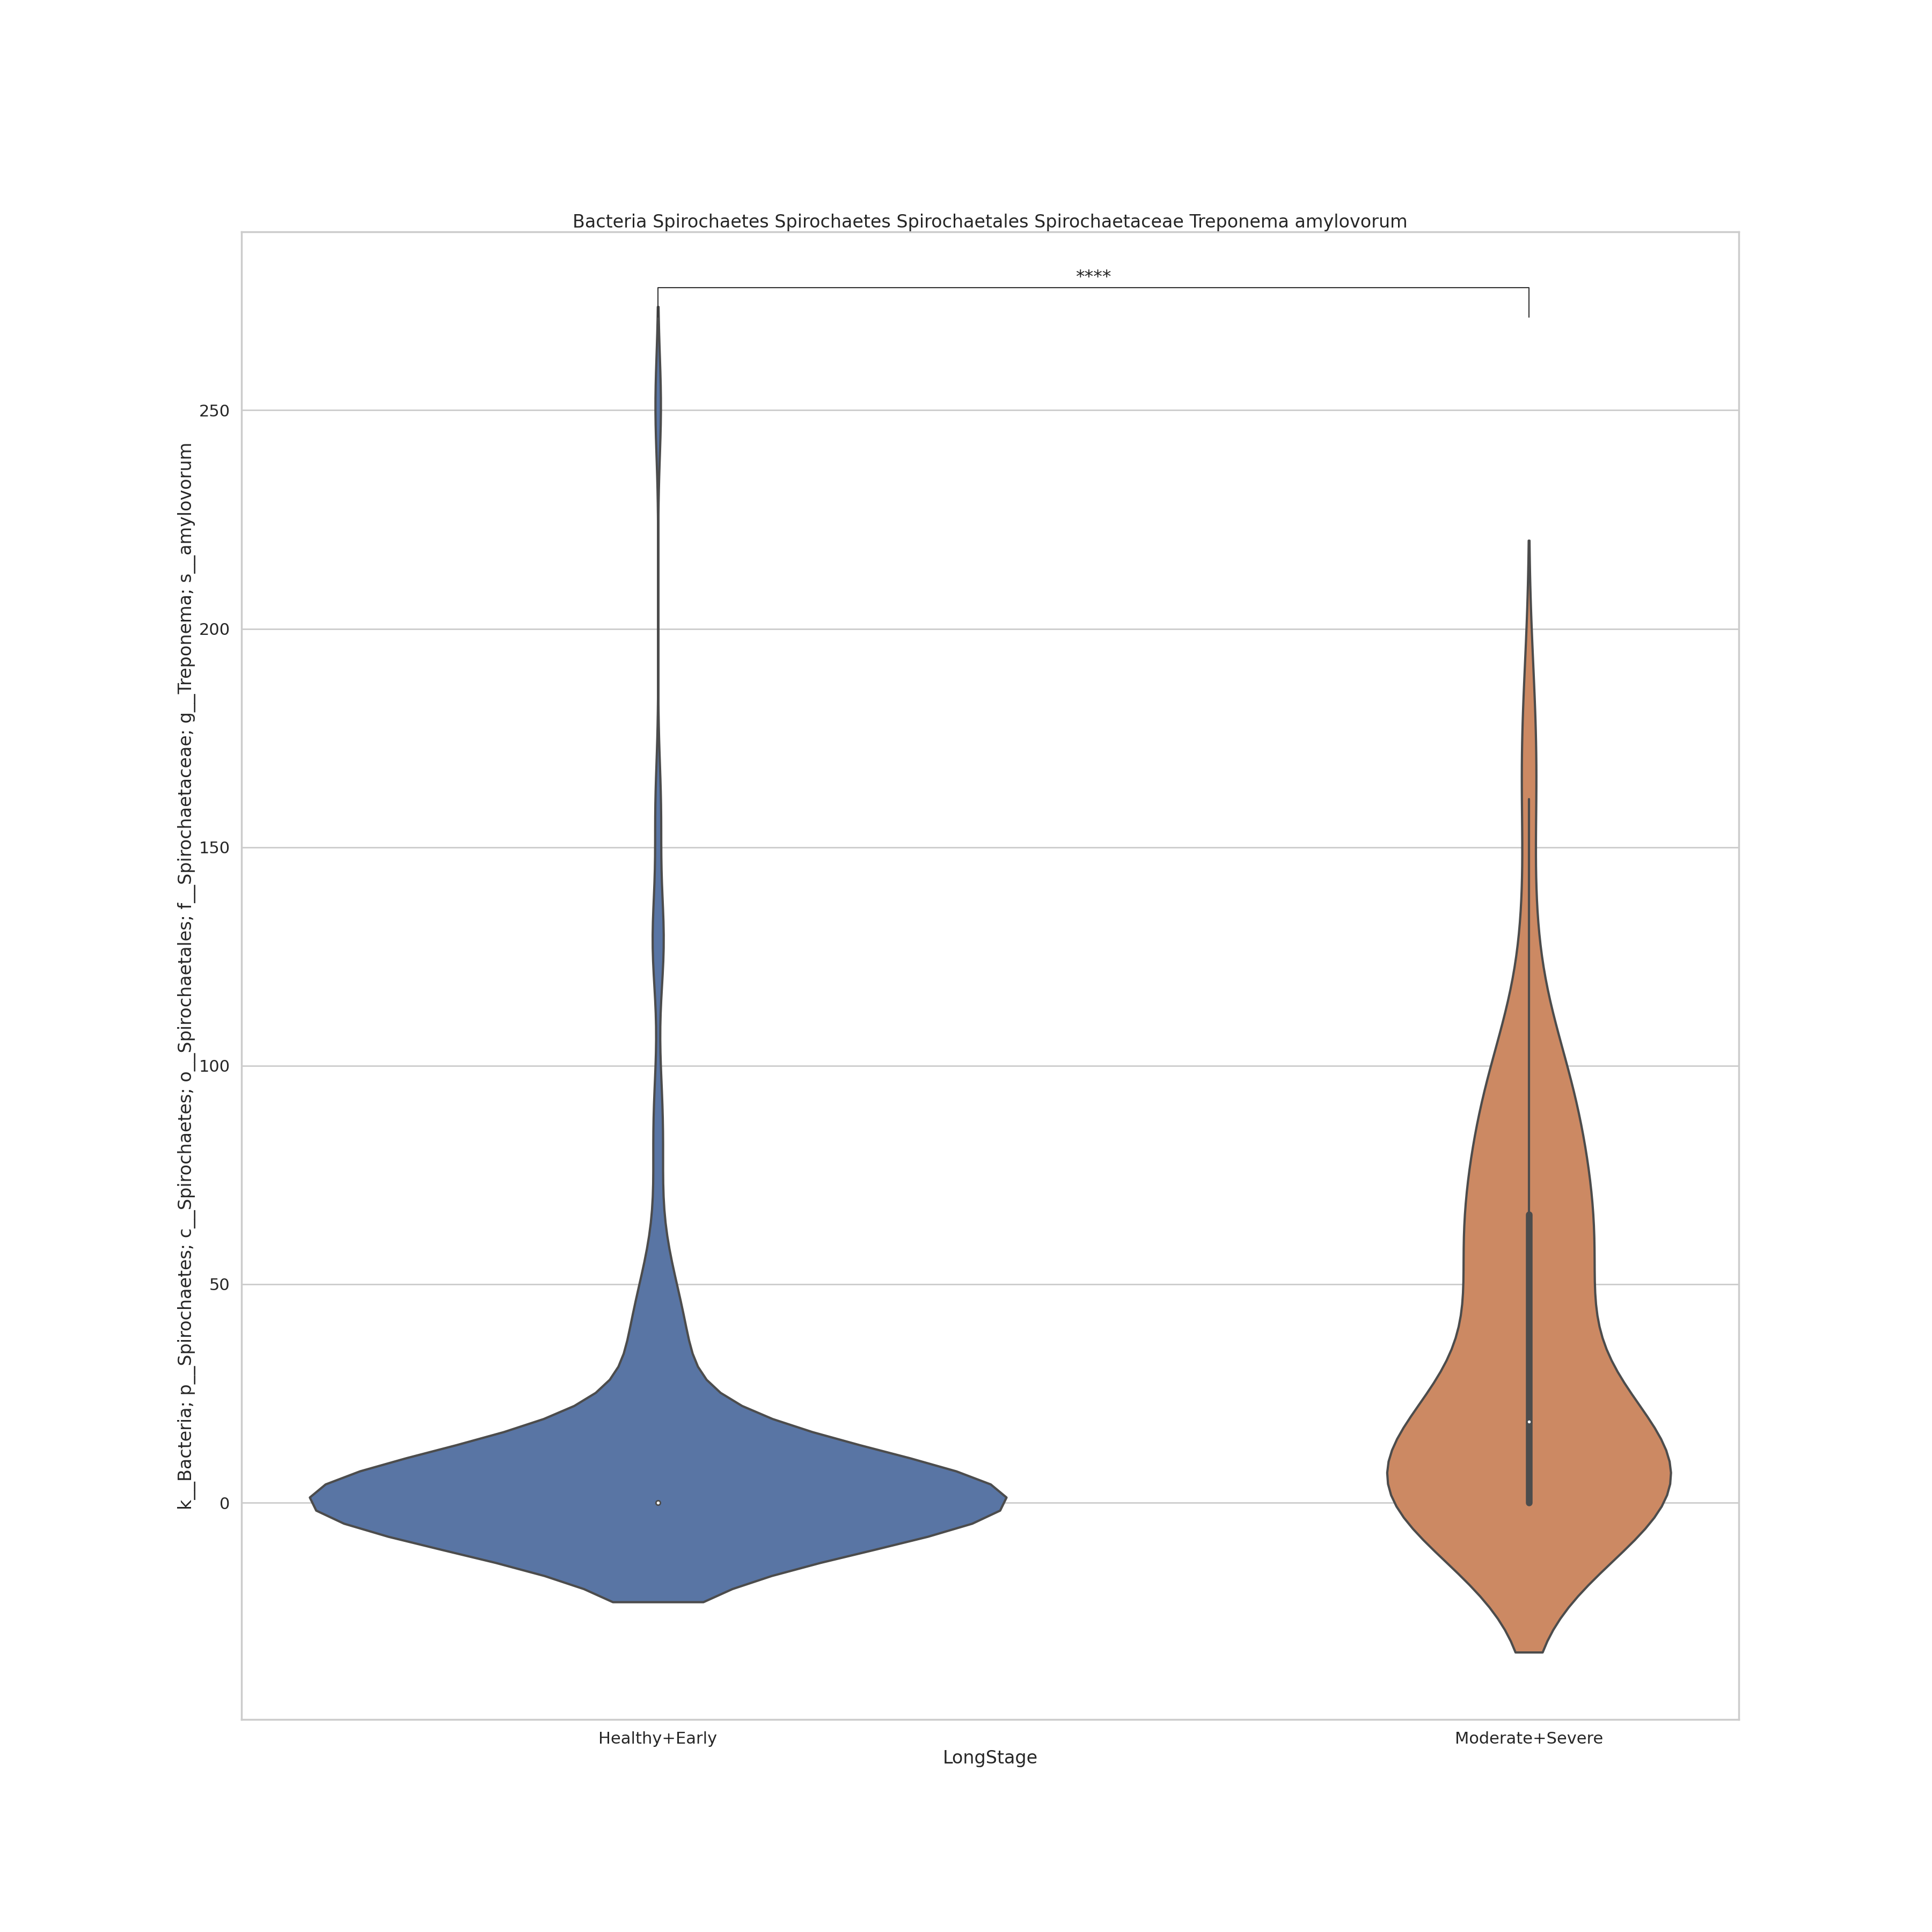 Bacteria Spirochaetes Spirochaetes Spirochaetales Spirochaetaceae Treponema amylovorum
****
k__Bacteria; p__Spirochaetes; c__Spirochaetes; o__Spirochaetales; f__Spirochaetaceae; g__Treponema; s__amylovorum
250
200
150
100
50
0
Healthy+Early
Moderate+Severe
LongStage